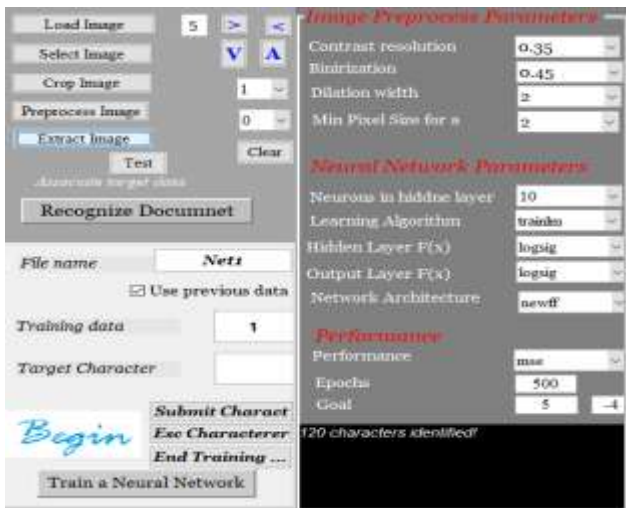 Load Image 5 > <
Select Image V A
Crop Image 1
Preprocess Image 0
Extract Image
Test Clear
Associate target data
Recognize Documnet
File name Net1
Use previous data
Training data 1
Target Character
Submit Charact
Begin Esc Characterer
End Training ...
Train a Neural Network
Image Preprocess Parameters
Contrast resolution 0.35
Binirization 0.45
Dilation width 2
Min Pixel Size for a 2
Neural Network Parameters
Neurons in hiddne layer 10
Learning Algorithm trainlm
Hidden Layer F(x) logsig
Output Layer F(x) logsig
Network Architecture newff
Performance
Performance mse
Epochs 500
Goal 5 -4
120 characters identified!